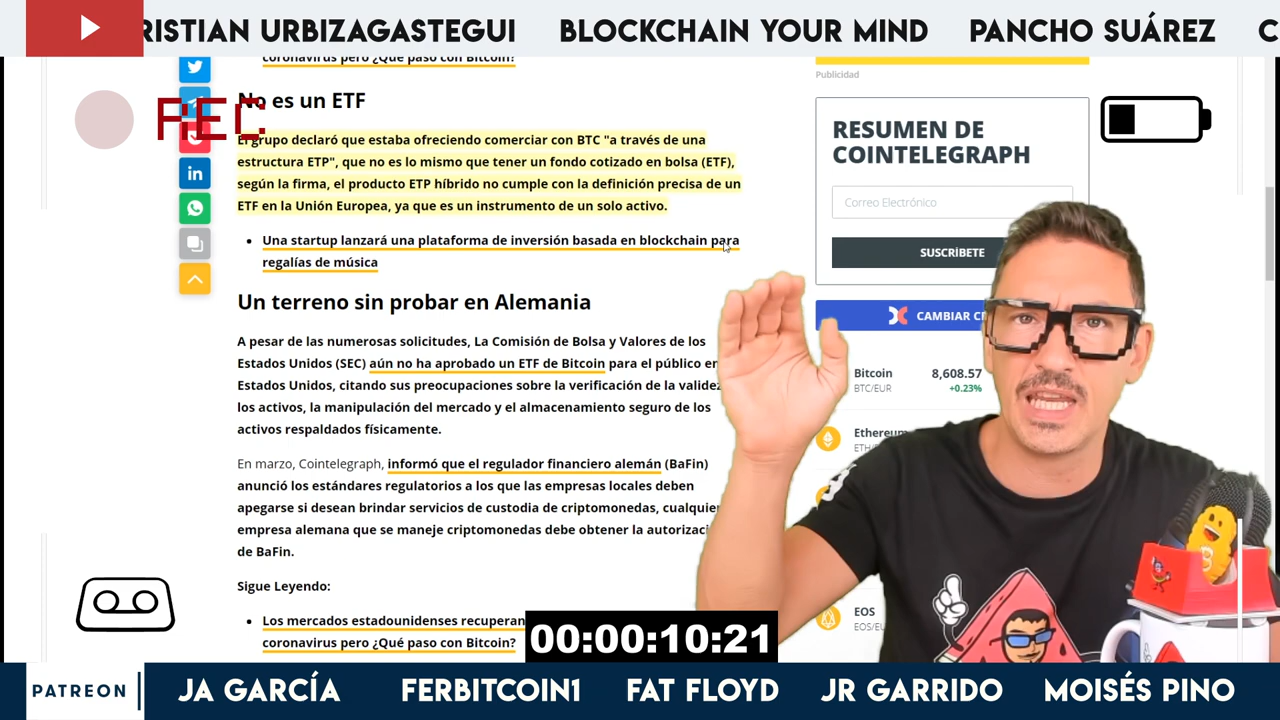 RISTIAN URBIZAGASTEGUI BLOCKCHAIN YOUR MIND PANCHO SUÁREZ C
coronavirus pero ¿Qué pasó con Bitcoin?
REC
No es un ETF
El grupo declaró que estaba ofreciendo comerciar con BTC "a través de una
estructura ETP", que no es lo mismo que tener un fondo cotizado en bolsa (ETF),
según la firma, el producto ETP híbrido no cumple con la definición precisa de un
ETF en la Unión Europea, ya que es un instrumento de un solo activo.
Una startup lanzará una plataforma de inversión basada en blockchain para
regalías de música
Un terreno sin probar en Alemania
A pesar de las numerosas solicitudes, La Comisión de Bolsa y Valores de los
Estados Unidos (SEC) aún no ha aprobado un ETF de Bitcoin para el público en
Estados Unidos, citando sus preocupaciones sobre la verificación de la validez
los activos, la manipulación del mercado y el almacenamiento seguro de los
activos respaldados físicamente.
En marzo, Cointelegraph, informó que el regulador financiero alemán (BaFin)
anunció los estándares regulatorios a los que las empresas locales deben
apegarse si desean brindar servicios de custodia de criptomonedas, cualquier
empresa alemana que se maneje criptomonedas debe obtener la autorizaci
de BaFin.
Sigue Leyendo:
Los mercados estadounidenses recuperan
coronavirus pero ¿Qué paso con Bitcoin?
Publicidad
RESUMEN DE
COINTELEGRAPH
Correo Electrónico
SUSCRÍBETE
CAMBIAR
Bitcoin 8,608.57
BTC/EUR +0.23%
Ethereum
ETH/E
EOS
EOS/EU
00:00:10:21
PATREON JA GARCÍA FERBITCOIN1 FAT FLOYD JR GARRIDO MOISÉS PINO